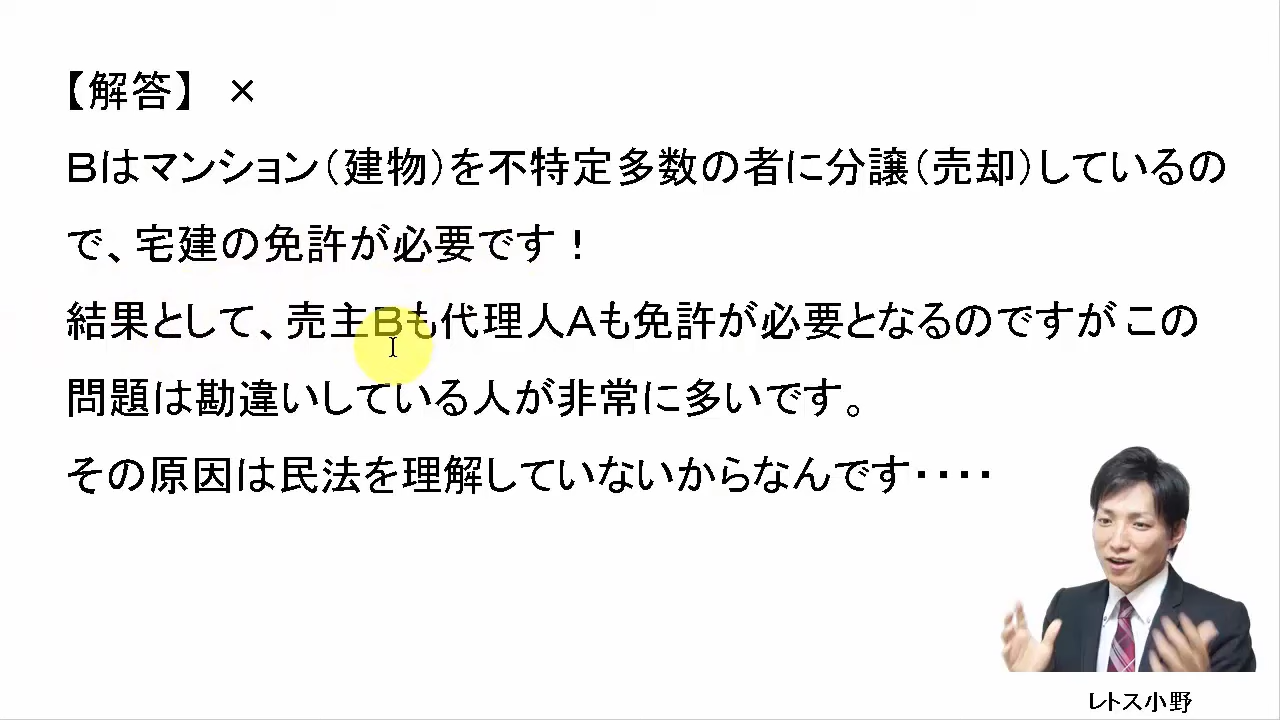 【解答】 ×
Bはマンション（建物）を不特定多数の者に分譲（売却）しているの
で、宅建の免許が必要です！
結果として、売主Bも代理人Aも免許が必要となるのですがこの
問題は勘違いしている人が非常に多いです。
その原因は民法を理解していないからなんです・・・・
レトス小野